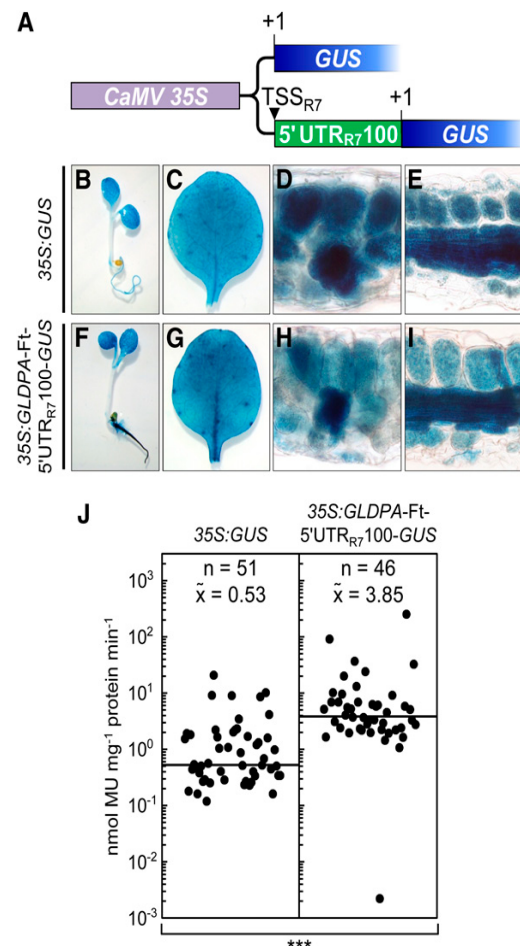 A
+1
GUS
CaMV 35S
TSSR7
+1
5' UTRR7100
GUS
35S:GUS
B
C
D
E
35S:GLDPA-Ft-
5'UTRR7100-GUS
F
G
H
I
J
35S:GUS
35S:GLDPA-Ft-
5'UTRR7100-GUS
n = 51
n = 46
x̃ = 0.53
x̃ = 3.85
nmol MU mg-1 protein min-1
10³
10²
10¹
10⁰
10⁻¹
10⁻²
10⁻³
***